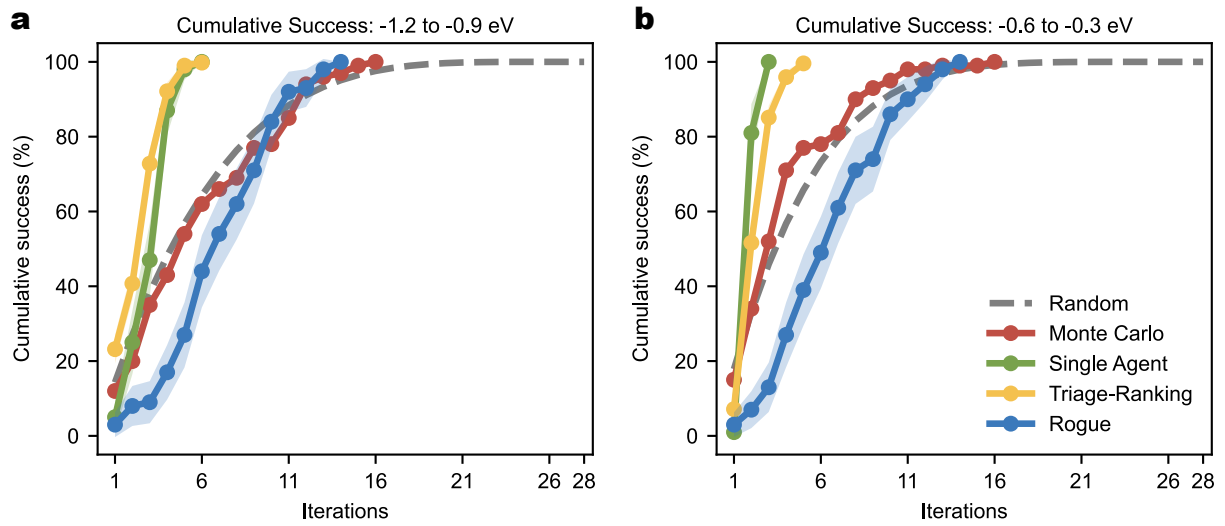 a
Cumulative Success: -1.2 to -0.9 eV
Cumulative success (%)
100
80
60
40
20
0
1 6 11 16 21 26 28
Iterations
b
Cumulative Success: -0.6 to -0.3 eV
Cumulative success (%)
100
80
60
40
20
0
Random
Monte Carlo
Single Agent
Triage-Ranking
Rogue
1 6 11 16 21 26 28
Iterations